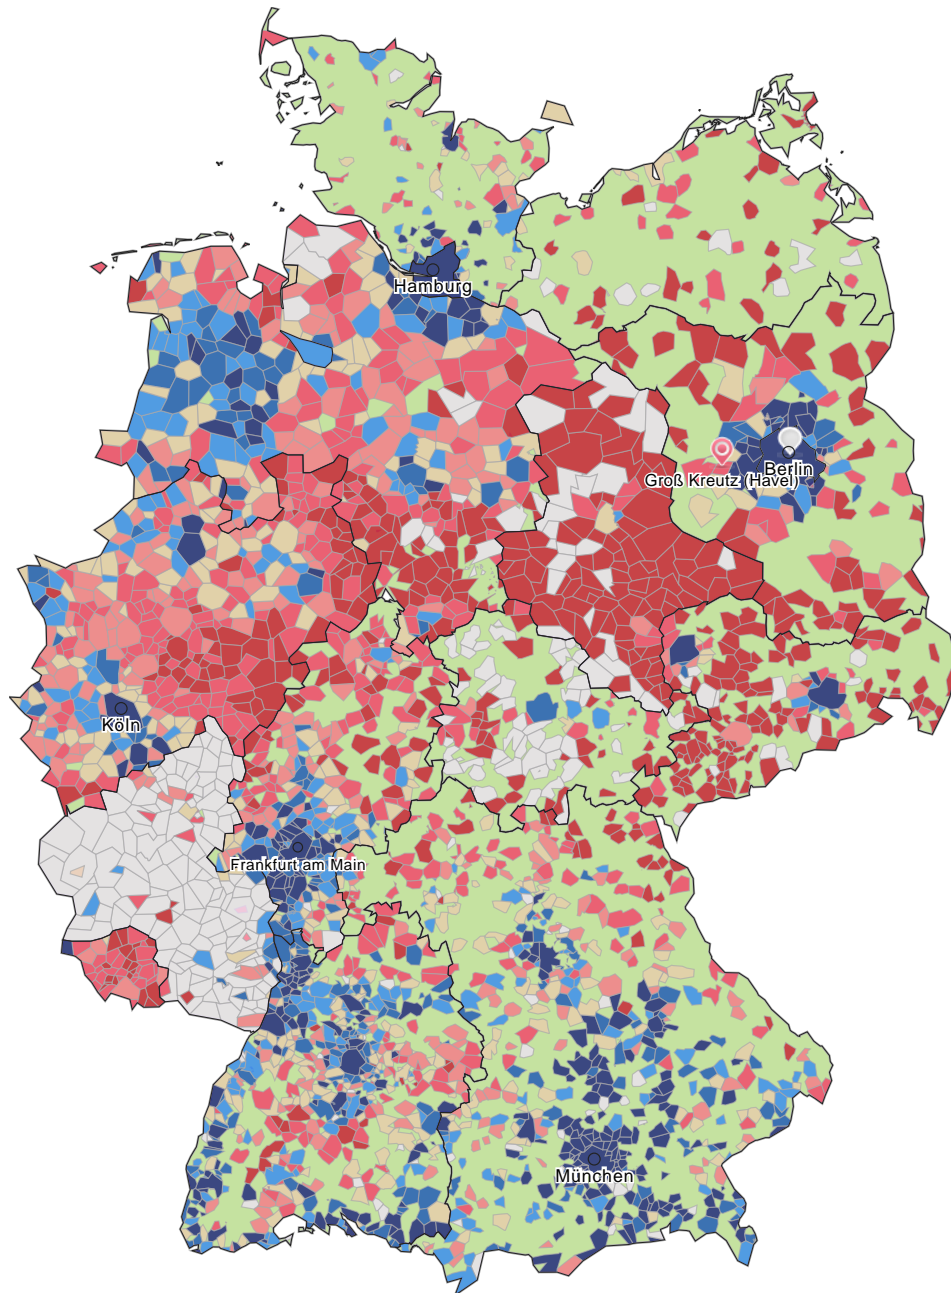 Hamburg
Berlin
Groß Kreutz (Havel)
Köln
Frankfurt am Main
München